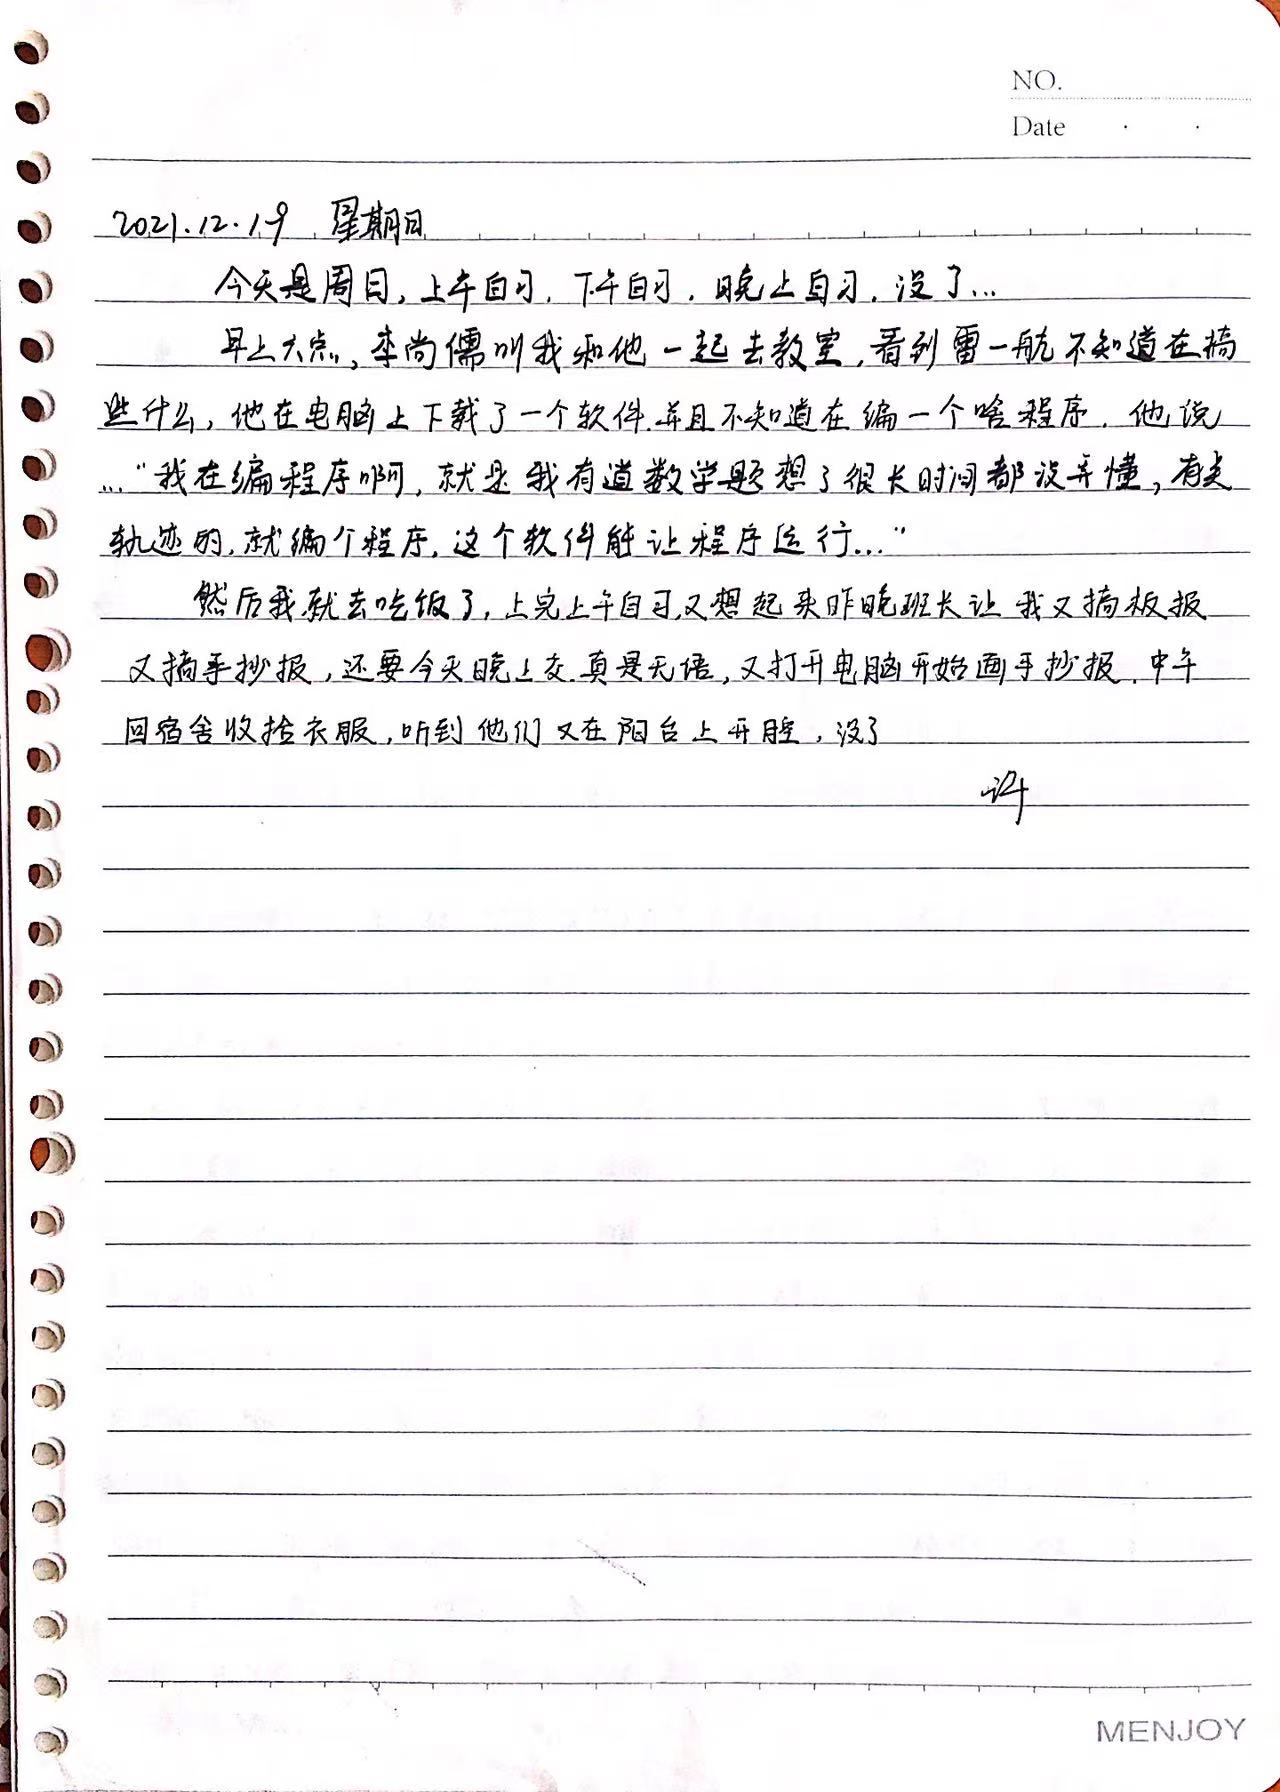 NO.
Date · ·
2021.12.19 星期日
今天是周日,上午自习,下午自习,晚上自习,没了...
早上六点,李尚儒叫我和他一起去教室,看到雷一航不知道在搞
些什么,他在电脑上下载了一个软件.并且不知道在编一个啥程序.他说
..."我在编程序啊,就是我有道数学题想了很长时间都没弄懂,有关
轨迹的,就编个程序,这个软件能让程序运行..."
然后我就去吃饭了,上完上午自习,又想起来昨晚班长让我又搞板报
又搞手抄报,还要今天晚上交.真是无语,又打开电脑开始画手抄报.中午
回宿舍收拾衣服,听到他们又在阳台上开腔,没了
许
MENJOY